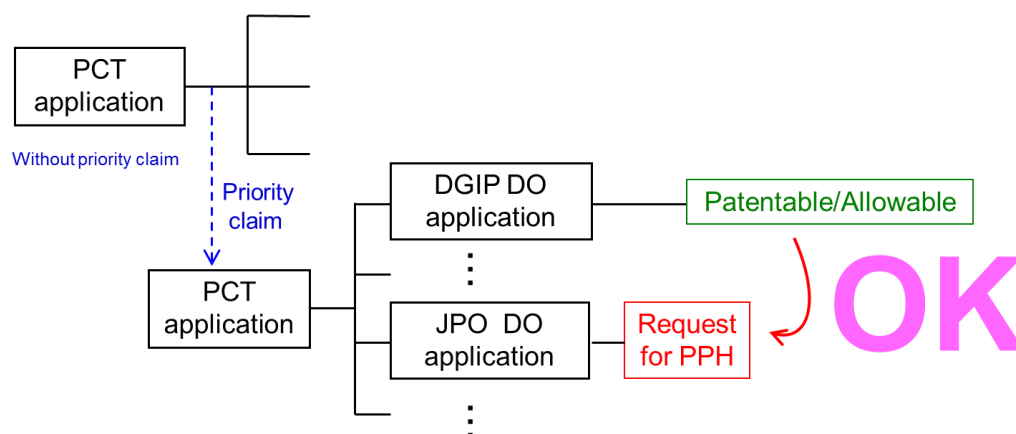 PCT
application
Without priority claim
Priority
claim
PCT
application
DGIP DO
application
Patentable/Allowable
JPO DO
application
Request
for PPH
OK